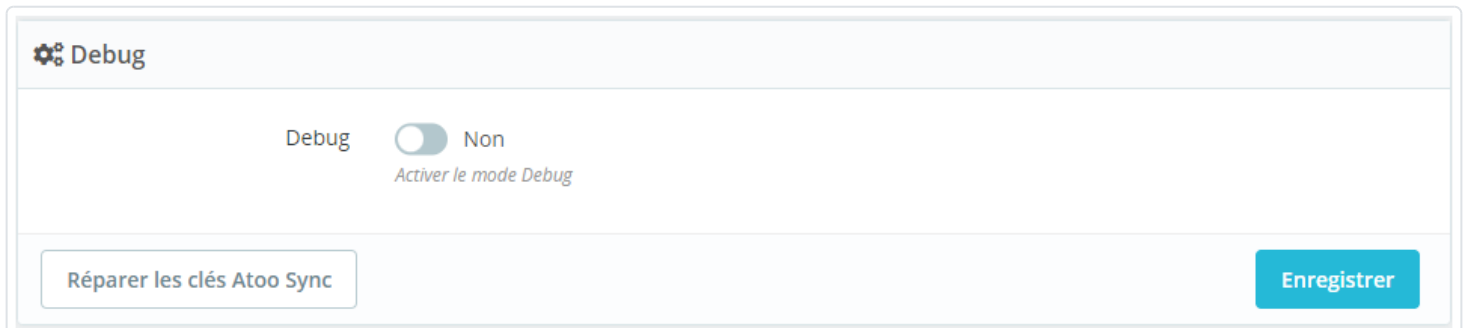 Debug
Debug Non
Activer le mode Debug
Réparer les clés Atoo Sync Enregistrer